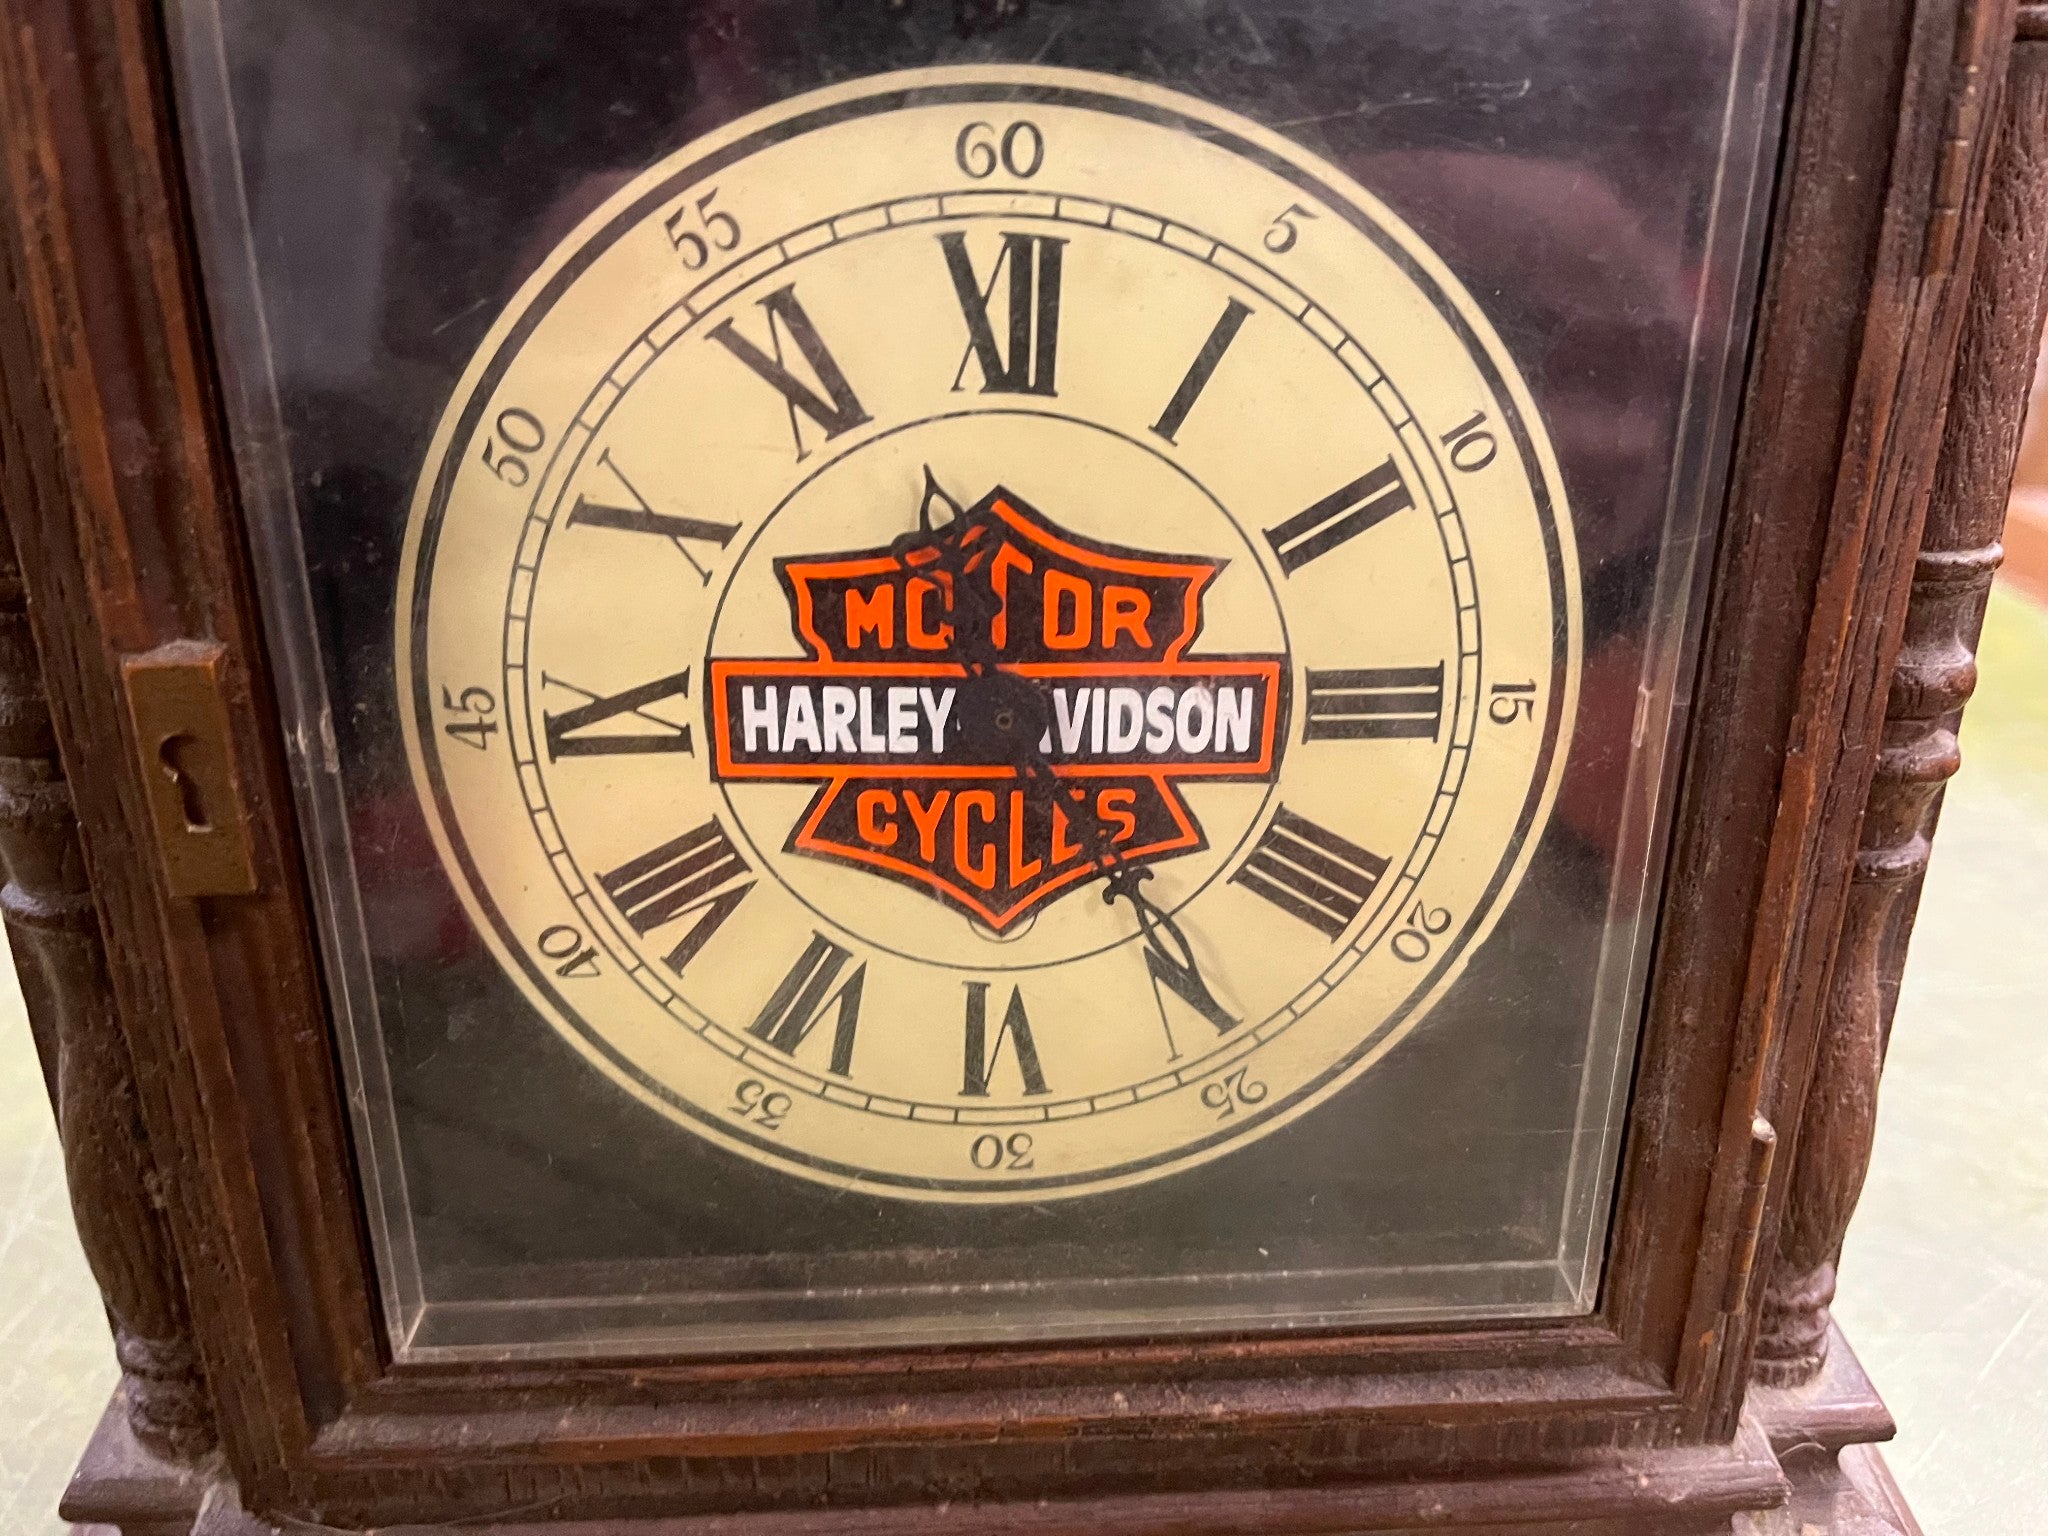 60
5
10
15
20
25
30
35
40
45
50
55
XII
I
II
III
IIII
V
VI
VII
VIII
IX
X
XI
MOTOR
HARLEY-DAVIDSON
CYCLES